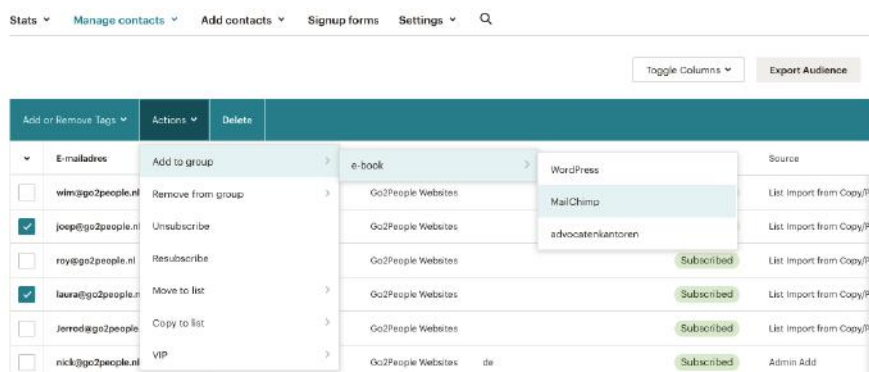 Stats Manage contacts Add contacts Signup forms Settings
Toggle Columns Export Audience
Add or Remove Tags Actions Delete
E-mailadres Add to group e-book WordPress Source
wim@go2people.nl Remove from group Go2People Websites MailChimp List Import from Copy/P
joep@go2people.nl Unsubscribe Go2People Websites advocatenkantoren List Import from Copy/P
roy@go2people.nl Resubscribe Go2People Websites Subscribed List Import from Copy/P
laura@go2people.n Move to list Go2People Websites Subscribed List Import from Copy/P
Jerrod@go2people Copy to list Go2People Websites Subscribed List Import from Copy/P
nick@go2people.nl VIP Go2People Websites de Subscribed Admin Add